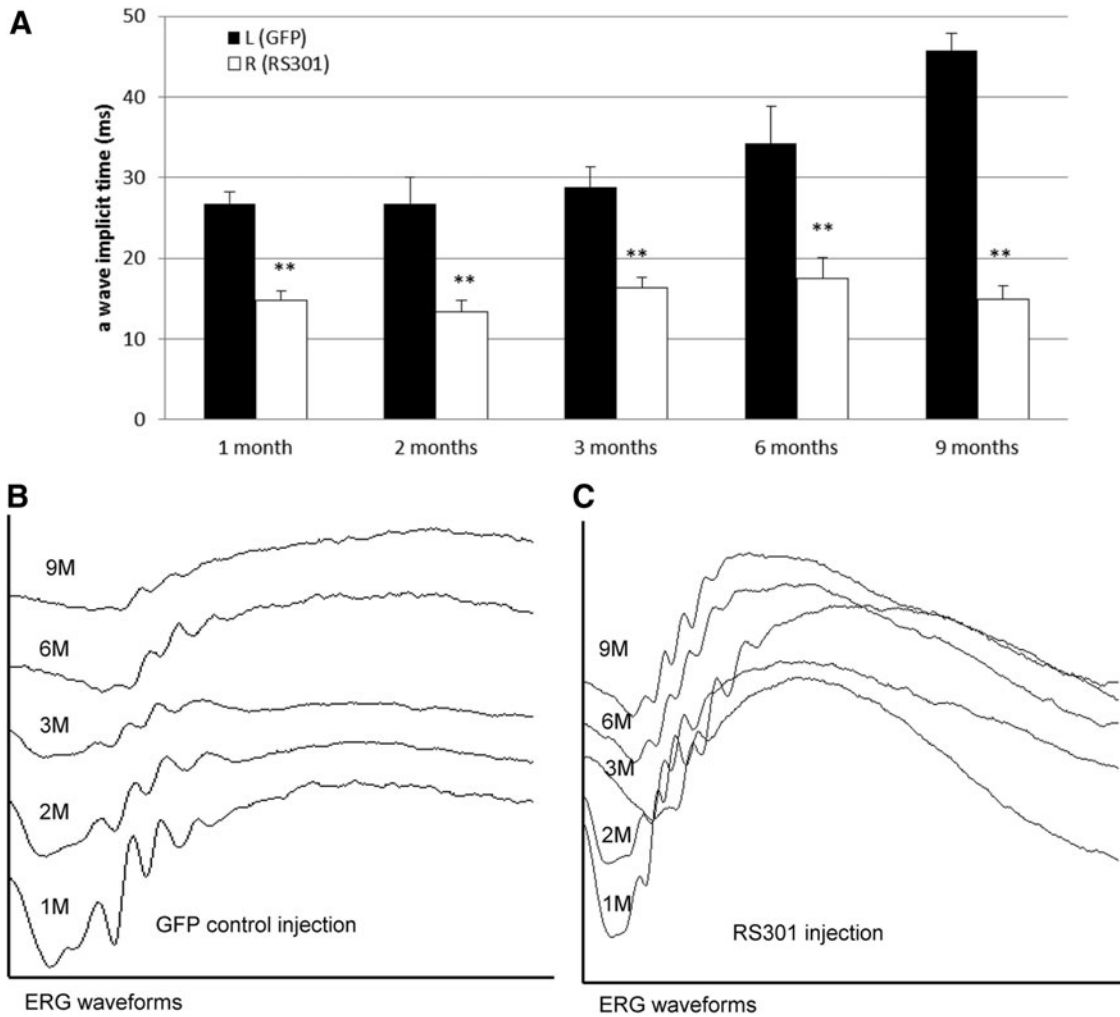 A
50
40
30
20
10
0
a wave implicit time (ms)
L (GFP)
R (RS301)
**
**
**
**
**
1 month
2 months
3 months
6 months
9 months
B
9M
6M
3M
2M
1M
GFP control injection
ERG waveforms
C
9M
6M
3M
2M
1M
RS301 injection
ERG waveforms